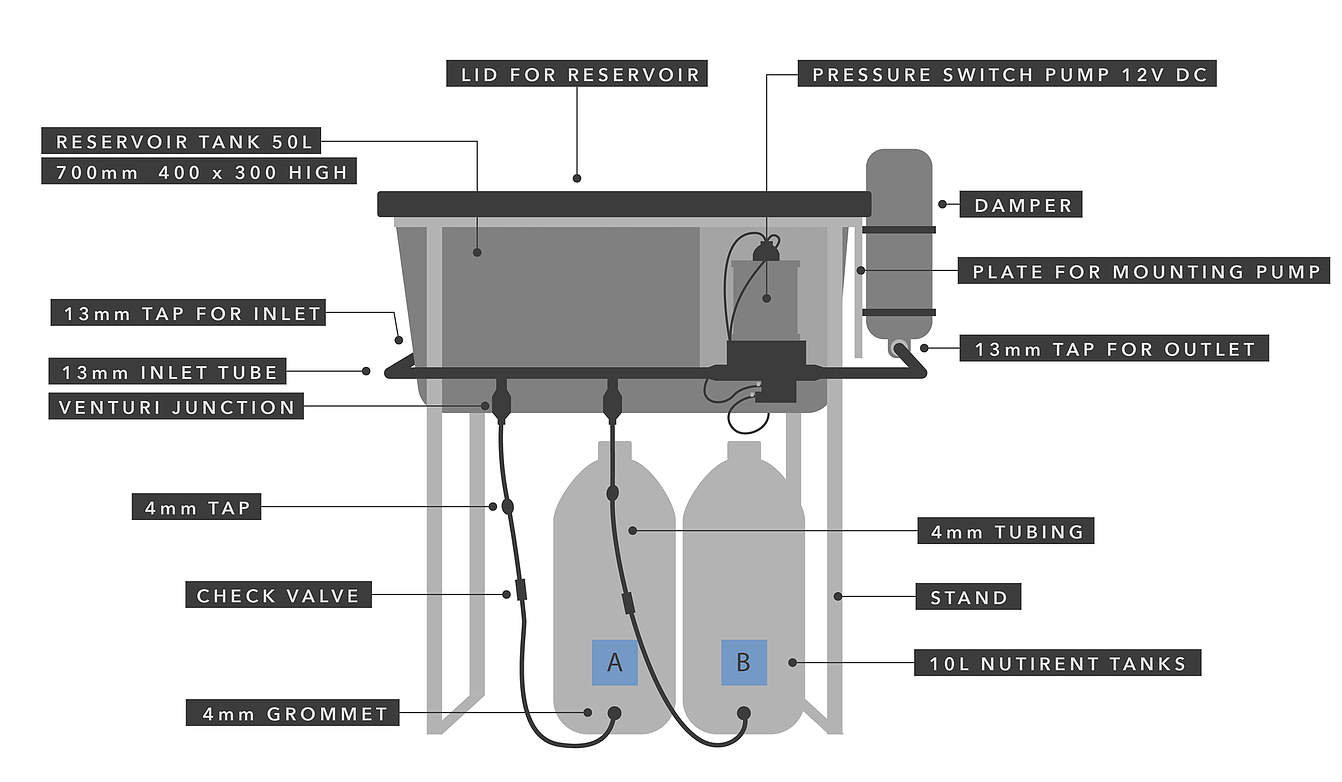 LID FOR RESERVOIR
PRESSURE SWITCH PUMP 12V DC
RESERVOIR TANK 50L
700mm 400 x 300 HIGH
DAMPER
PLATE FOR MOUNTING PUMP
13mm TAP FOR INLET
13mm TAP FOR OUTLET
13mm INLET TUBE
VENTURI JUNCTION
4mm TAP
4mm TUBING
CHECK VALVE
STAND
A
B
10L NUTIRENT TANKS
4mm GROMMET